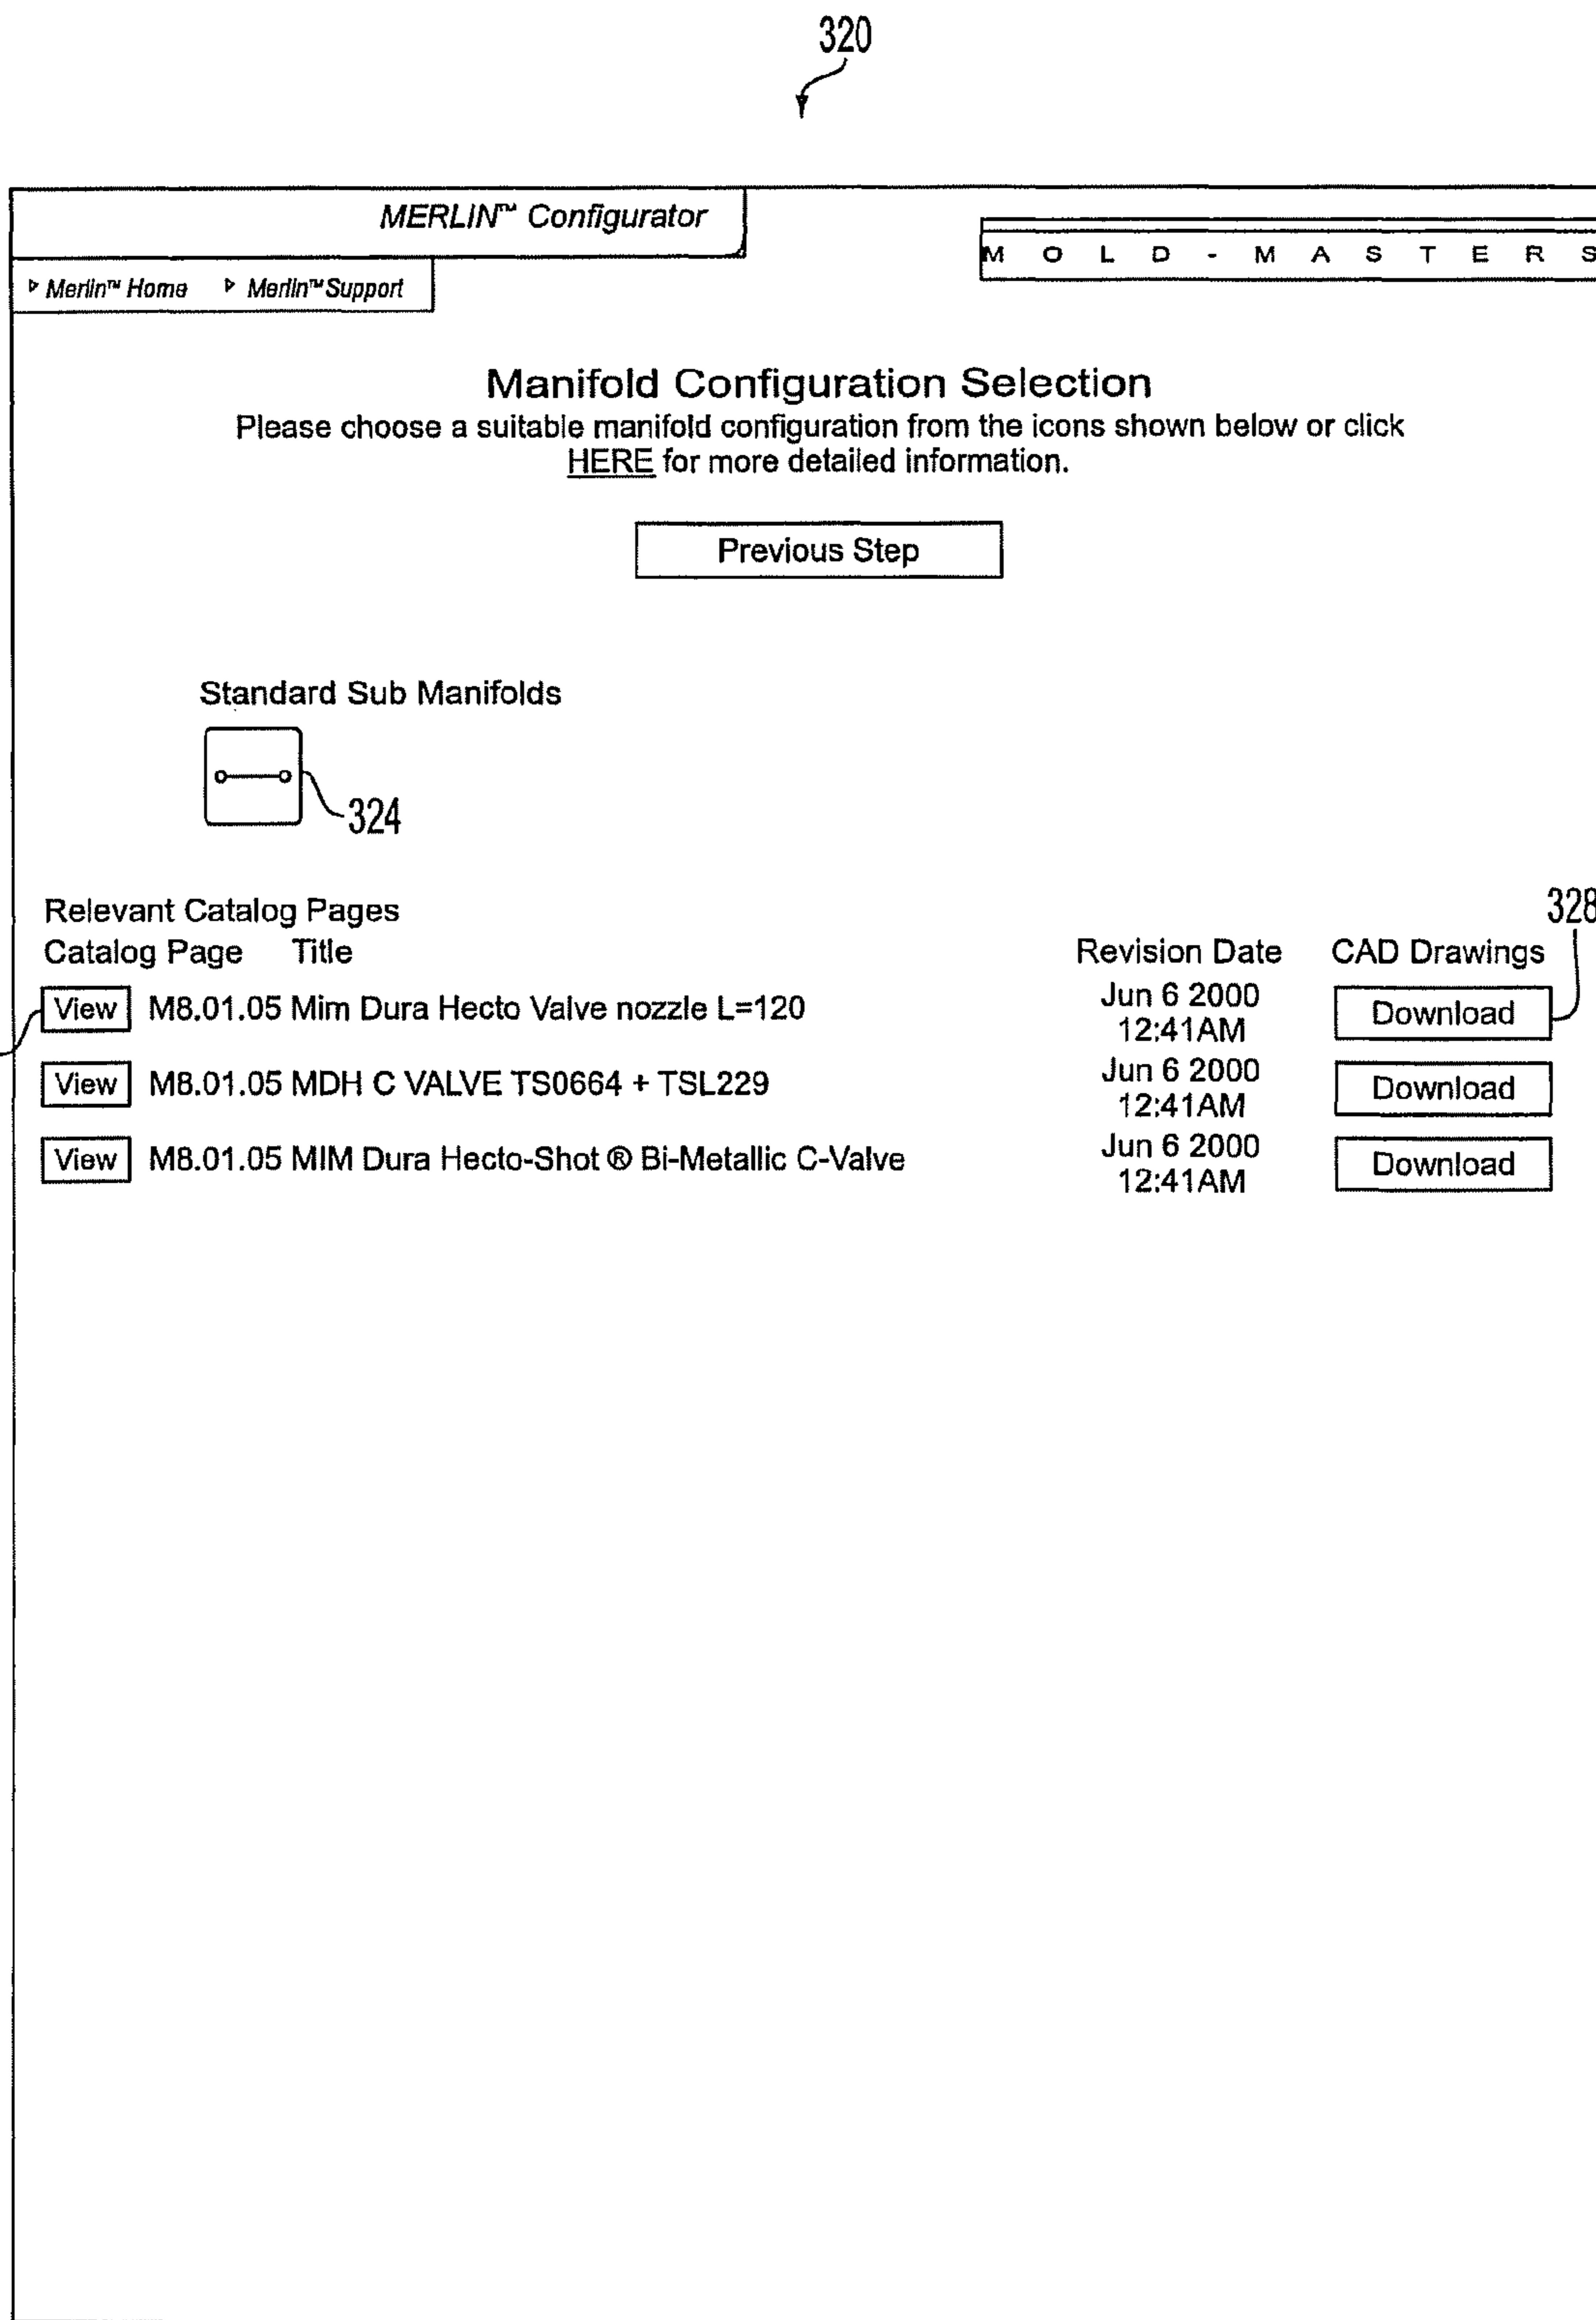 320
MERLIN™ Configurator
M O L D - M A S T E R S
Merlin™ Home Merlin™ Support
Manifold Configuration Selection
Please choose a suitable manifold configuration from the icons shown below or click
HERE for more detailed information.
Previous Step
Standard Sub Manifolds
324
Relevant Catalog Pages
328
Catalog Page Title Revision Date CAD Drawings
View M8.01.05 Mim Dura Hecto Valve nozzle L=120 Jun 6 2000 Download
12:41AM
View M8.01.05 MDH C VALVE TS0664 + TSL229 Jun 6 2000 Download
12:41AM
View M8.01.05 MIM Dura Hecto-Shot ® Bi-Metallic C-Valve Jun 6 2000 Download
12:41AM